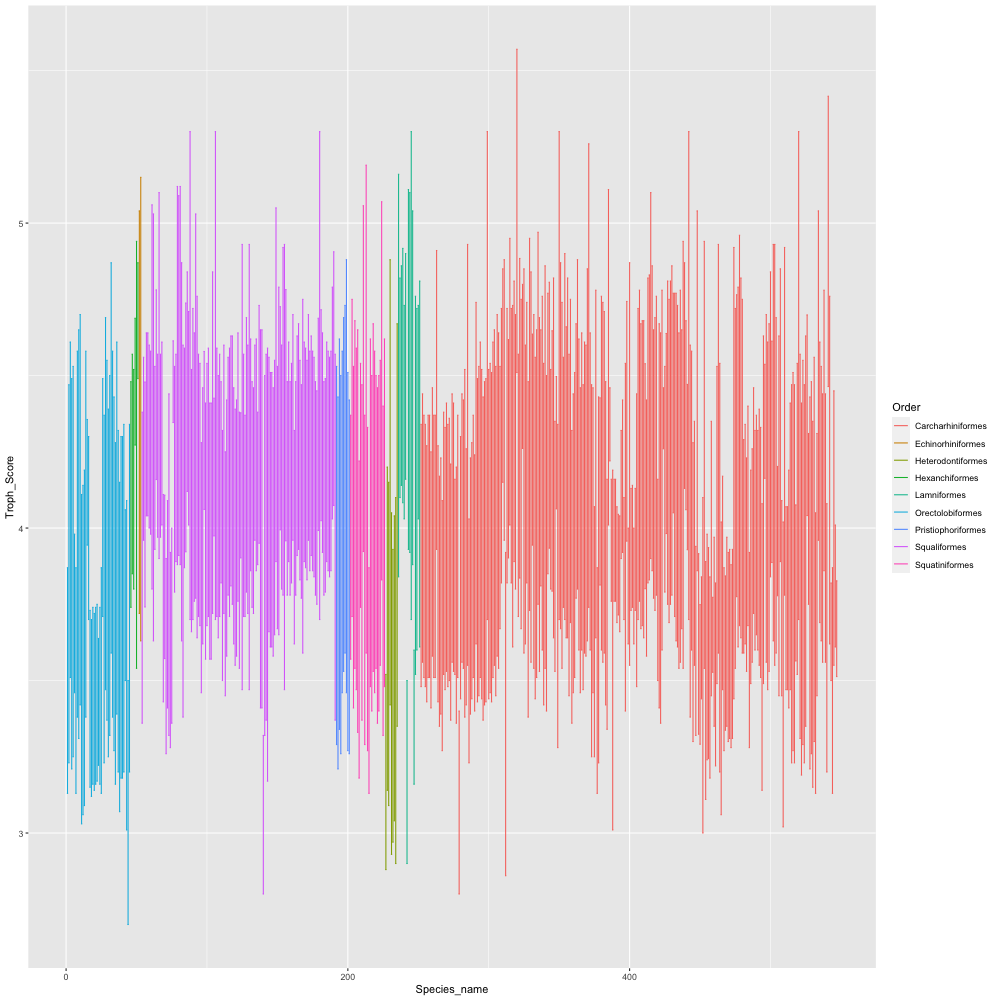 Troph_Score
5
4
3
0
200
400
Species_name
Order
Carcharhiniformes
Echinorhiniformes
Heterodontiformes
Hexanchiformes
Lamniformes
Orectolobiformes
Pristiophoriformes
Squaliformes
Squatiniformes